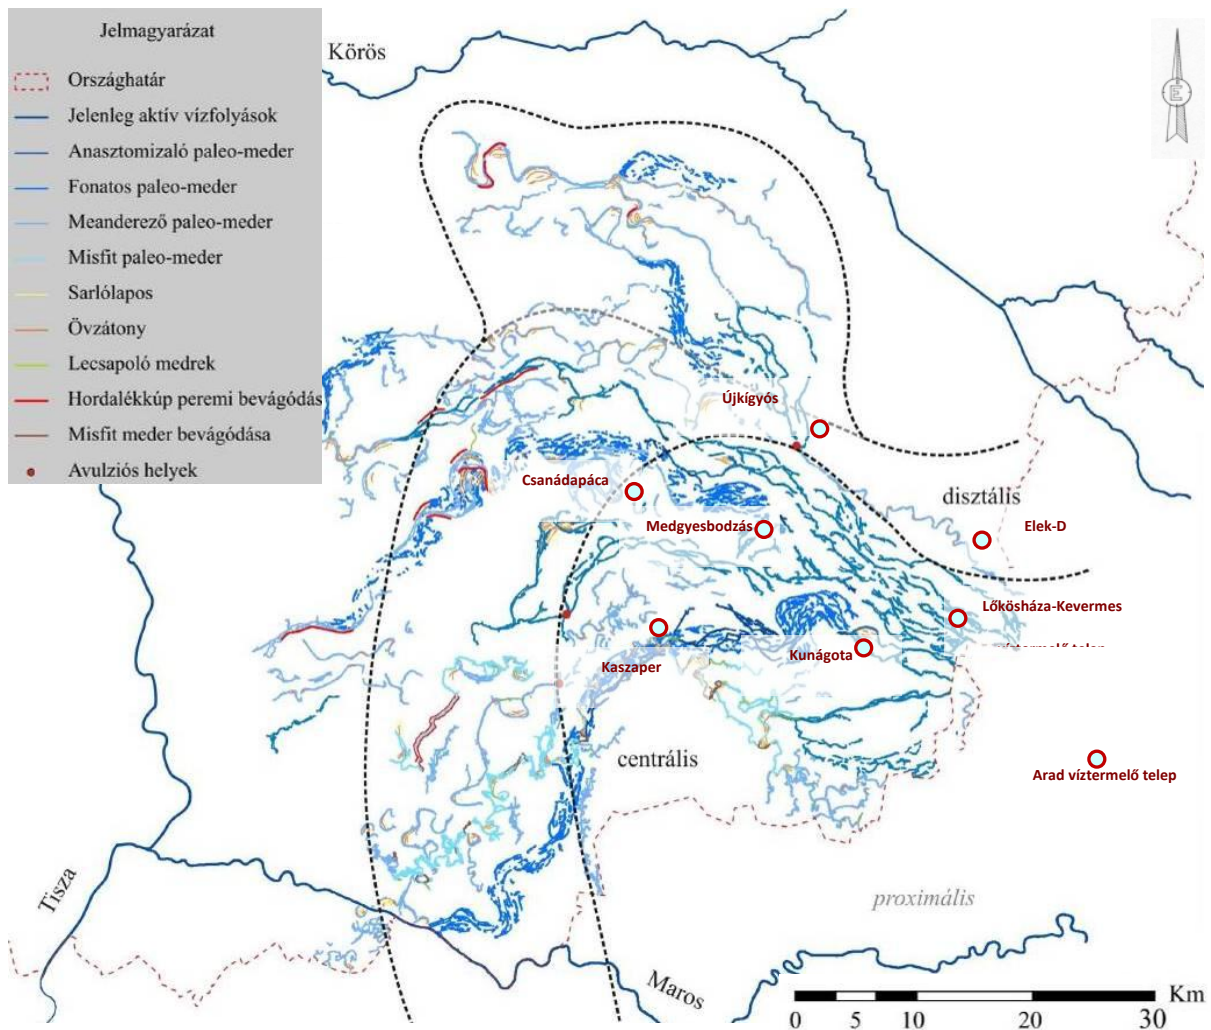 Jelmagyarázat
Országhatár
Jelenleg aktív vízfolyások
Anasztomizaló paleo-meder
Fonatos paleo-meder
Meanderező paleo-meder
Misfit paleo-meder
Sarlólapos
Övzátony
Lecsapoló medrek
Hordalékkúp peremi bevágódás
Misfit meder bevágódása
Avulziós helyek
Körös
É
Újkígyós
Csanádapáca
disztális
Medgyesbodzás
Elek-D
Lőkösháza-Kevermes
Kaszaper
Kunágota
centrális
Arad víztermelő telep
Tisza
proximális
Maros
Km
0 5 10 20 30